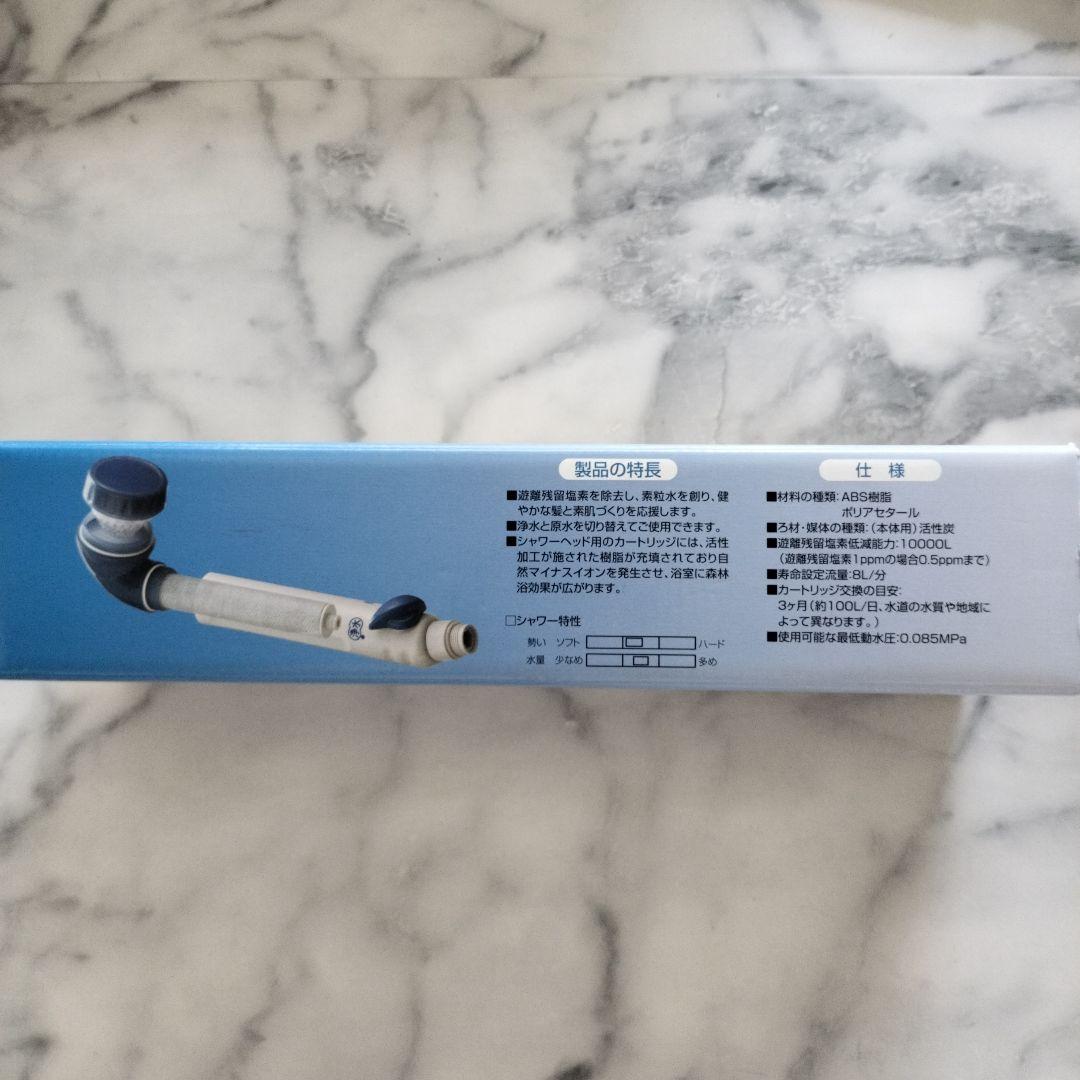 製品の特長
■遊離残留塩素を除去し、素粒水を創り、健
やかな髪と素肌づくりを応援します。
■浄水と原水を切り替えてご使用できます。
■シャワーヘッド用のカートリッジには、活性
加工が施された樹脂が充填されており自
然マイナスイオンを発生させ、浴室に森林
浴効果が広がります。
□シャワー特性
勢い ソフト ハード
水量 少なめ 多め
仕様
■材料の種類:ABS樹脂
ポリアセタール
■ろ材・媒体の種類:(本体用)活性炭
■遊離残留塩素低減能力:10000L
(遊離残留塩素1ppmの場合0.5ppmまで)
■寿命設定流量:8L/分
■カートリッジ交換の目安:
3ヶ月(約100L/日、水道の水質や地域に
よって異なります。)
■使用可能な最低動水圧:0.085MPa